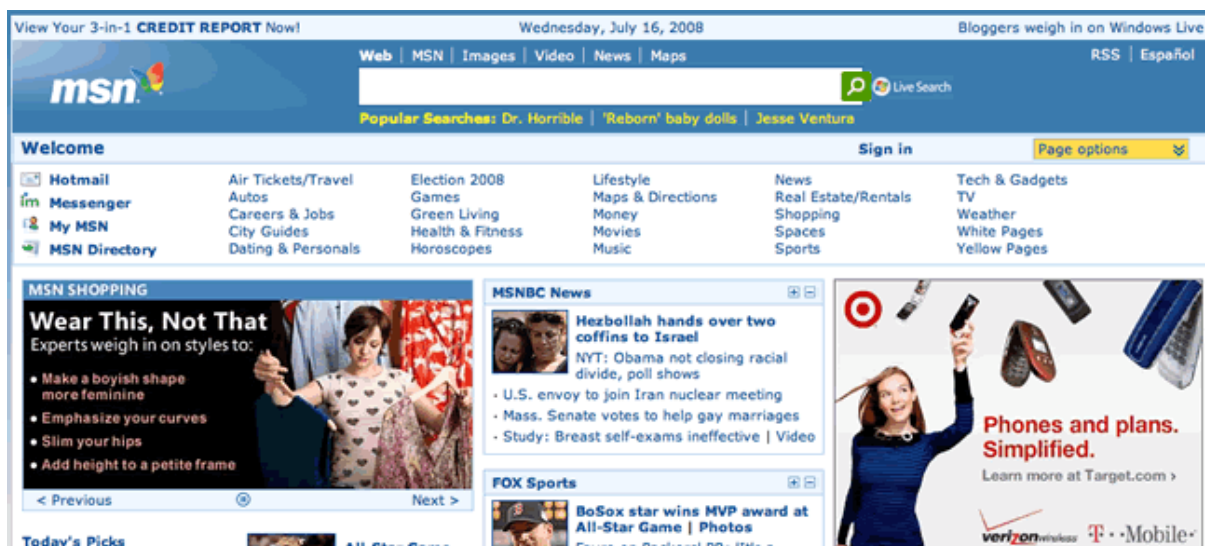 View Your 3-in-1 CREDIT REPORT Now!
Wednesday, July 16, 2008
Bloggers weigh in on Windows Live
Web | MSN | Images | Video | News | Maps
RSS | Español
msn
Live Search
Popular Searches: Dr. Horrible | 'Reborn' baby dolls | Jesse Ventura
Welcome
Sign in
Page options
Hotmail
Messenger
My MSN
MSN Directory
Air Tickets/Travel
Autos
Careers & Jobs
City Guides
Dating & Personals
Election 2008
Games
Green Living
Health & Fitness
Horoscopes
Lifestyle
Maps & Directions
Money
Movies
Music
News
Real Estate/Rentals
Shopping
Spaces
Sports
Tech & Gadgets
TV
Weather
White Pages
Yellow Pages
MSN SHOPPING
Wear This, Not That
Experts weigh in on styles to:
• Make a boyish shape
more feminine
• Emphasize your curves
• Slim your hips
• Add height to a petite frame
< Previous
Next >
Today's Picks
All-Star Game
MSNBC News
Hezbollah hands over two
coffins to Israel
NYT: Obama not closing racial
divide, poll shows
· U.S. envoy to join Iran nuclear meeting
· Mass. Senate votes to help gay marriages
· Study: Breast self-exams ineffective | Video
FOX Sports
BoSox star wins MVP award at
All-Star Game | Photos
Phones and plans.
Simplified.
Learn more at Target.com >
verizon wireless
T··Mobile·